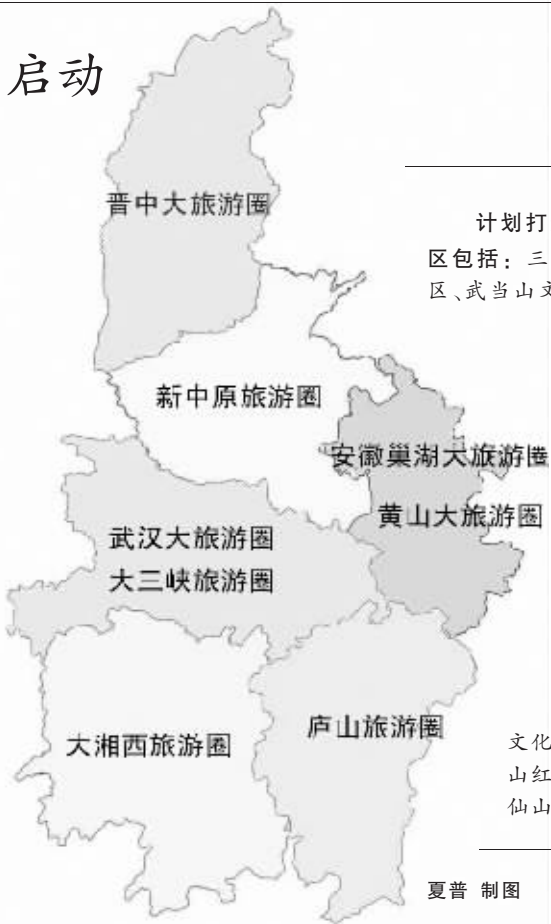 启动
晋中大旅游圈
计划打
区包括：三
区、武当山文
新中原旅游圈
安徽巢湖大旅游圈
黄山大旅游圈
武汉大旅游圈
大三峡旅游圈
大湘西旅游圈
庐山旅游圈
文化
山红
仙山
夏普 制图